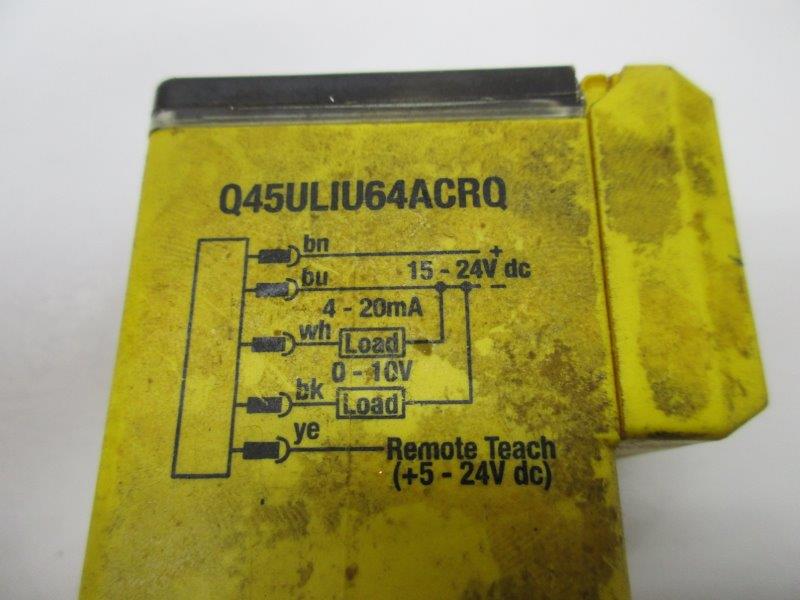 Q45ULIU64ACRQ
bn +
15 - 24V dc
bu -
4 - 20mA
wh Load
0 - 10V
bk Load
ye Remote Teach
(+5 - 24V dc)